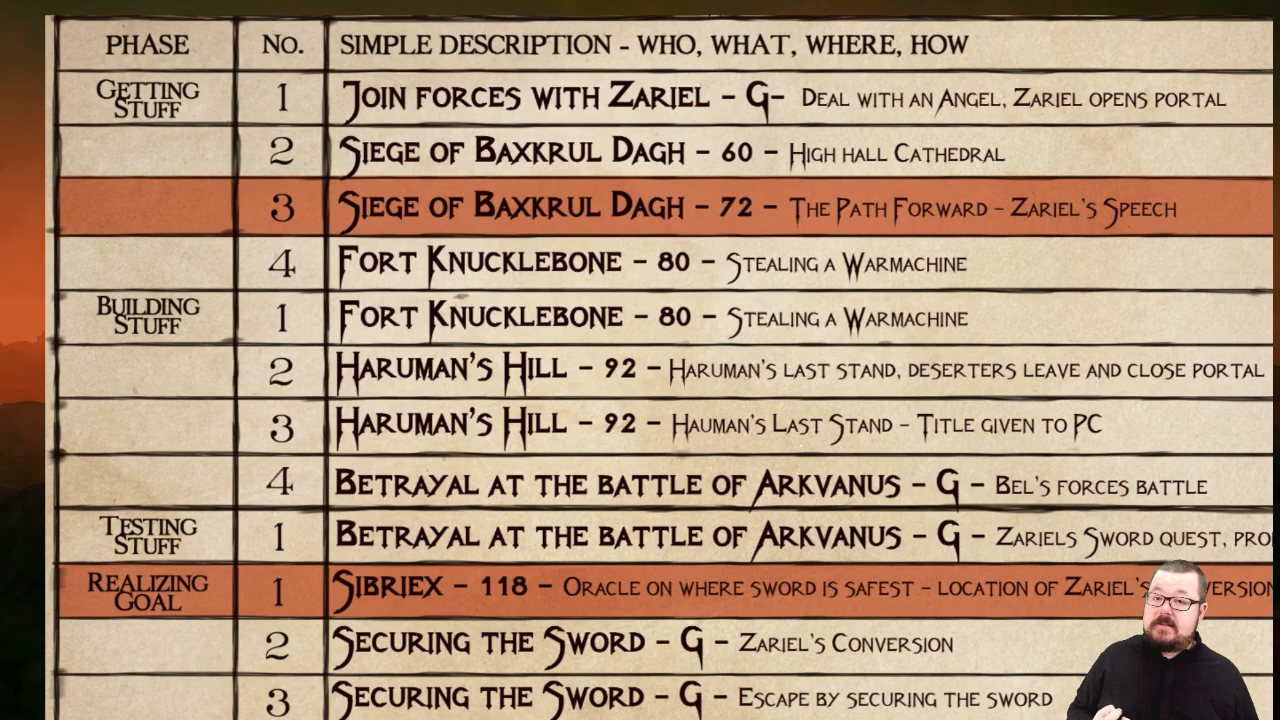 PHASE No. SIMPLE DESCRIPTION - WHO, WHAT, WHERE, HOW
GETTING STUFF 1 JOIN FORCES WITH ZARIEL - G- DEAL WITH AN ANGEL, ZARIEL OPENS PORTAL
2 SIEGE OF BAXKRUL DAGH - 60 - HIGH HALL CATHEDRAL
3 SIEGE OF BAXKRUL DAGH - 72 - THE PATH FORWARD - ZARIEL'S SPEECH
4 FORT KNUCKLEBONE - 80 - STEALING A WARMACHINE
BUILDING STUFF 1 FORT KNUCKLEBONE - 80 - STEALING A WARMACHINE
2 HARUMAN'S HILL - 92 - HARUMAN'S LAST STAND, DESERTERS LEAVE AND CLOSE PORTAL
3 HARUMAN'S HILL - 92 - HAUMAN'S LAST STAND - TITLE GIVEN TO PC
4 BETRAYAL AT THE BATTLE OF ARKVANUS - G - BEL'S FORCES BATTLE
TESTING STUFF 1 BETRAYAL AT THE BATTLE OF ARKVANUS - G - ZARIELS SWORD QUEST,
REALIZING GOAL 1 SIBRIEX - 118 - ORACLE ON WHERE SWORD IS SAFEST - LOCATION OF ZARIEL'S
2 SECURING THE SWORD - G - ZARIEL'S CONVERSION
3 SECURING THE SWORD - G - ESCAPE BY SECURING THE SWORD